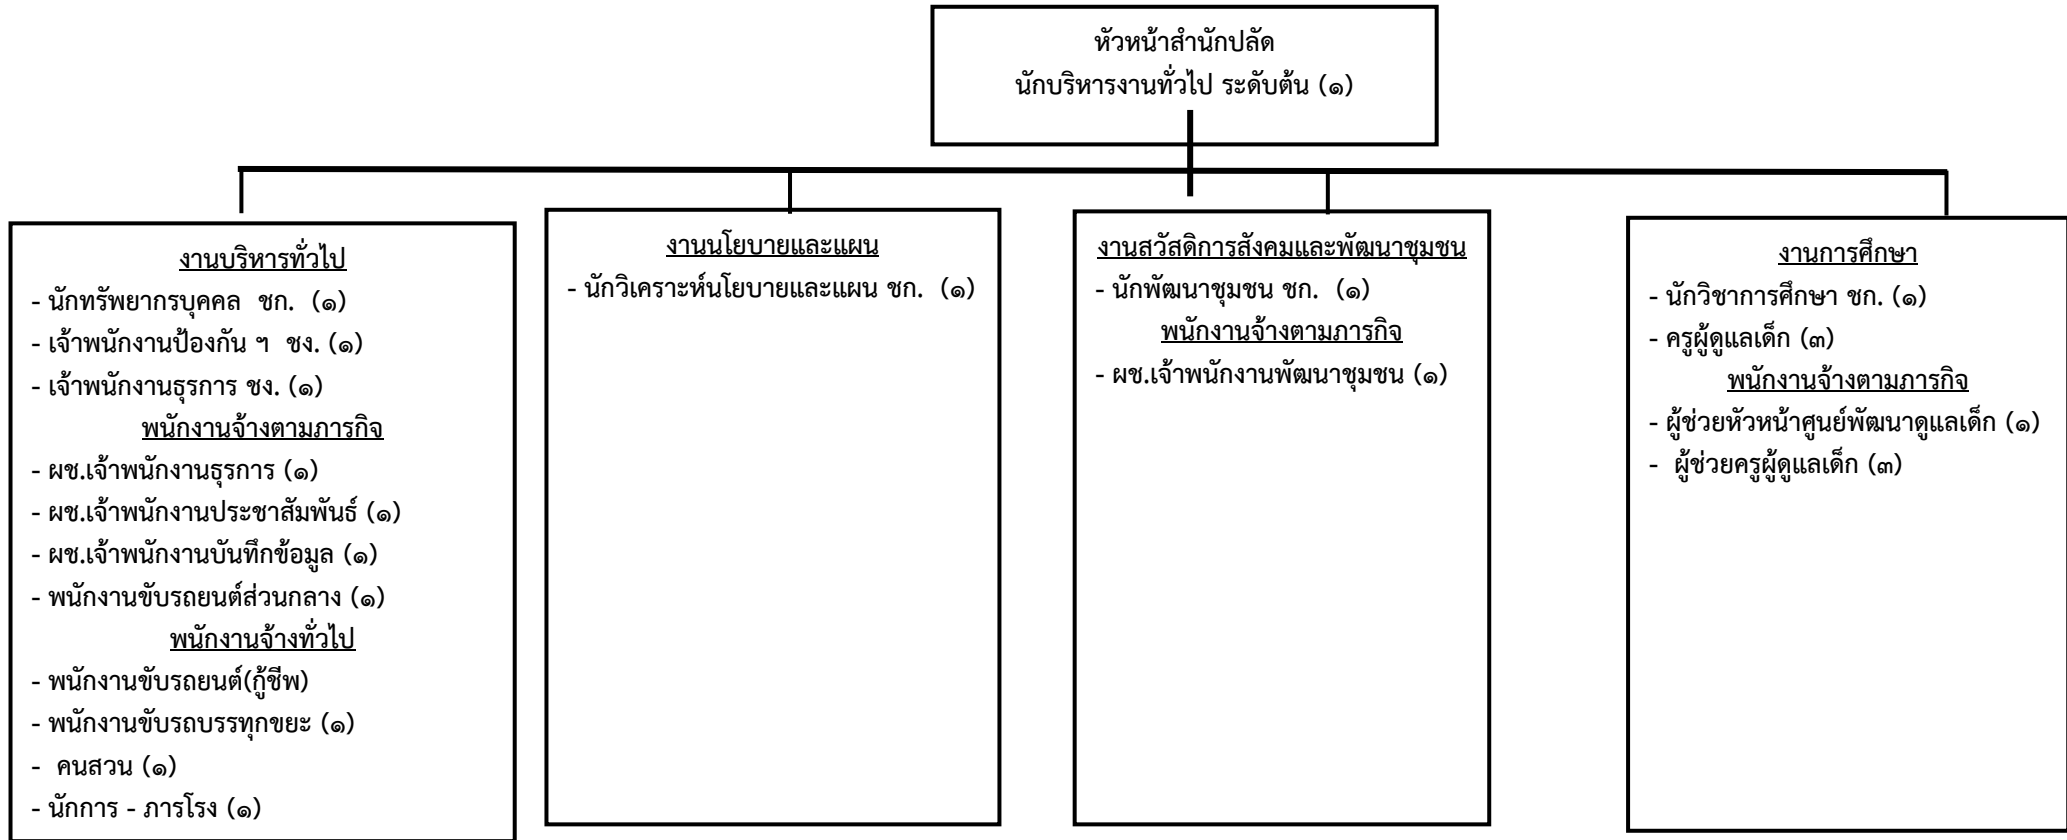 หัวหน้าสำนักปลัด
นักบริหารงานทั่วไป ระดับต้น (๑)
งานบริหารทั่วไป
- นักทรัพยากรบุคคล ชก. (๑)
- เจ้าพนักงานป้องกัน ฯ ชง. (๑)
- เจ้าพนักงานธุรการ ชง. (๑)
พนักงานจ้างตามภารกิจ
- ผช.เจ้าพนักงานธุรการ (๑)
- ผช.เจ้าพนักงานประชาสัมพันธ์ (๑)
- ผช.เจ้าพนักงานบันทึกข้อมูล (๑)
- พนักงานขับรถยนต์ส่วนกลาง (๑)
พนักงานจ้างทั่วไป
- พนักงานขับรถยนต์(กู้ชีพ)
- พนักงานขับรถบรรทุกขยะ (๑)
- คนสวน (๑)
- นักการ - ภารโรง (๑)
งานนโยบายและแผน
- นักวิเคราะห์นโยบายและแผน ชก. (๑)
งานสวัสดิการสังคมและพัฒนาชุมชน
- นักพัฒนาชุมชน ชก. (๑)
พนักงานจ้างตามภารกิจ
- ผช.เจ้าพนักงานพัฒนาชุมชน (๑)
งานการศึกษา
- นักวิชาการศึกษา ชก. (๑)
- ครูผู้ดูแลเด็ก (๓)
พนักงานจ้างตามภารกิจ
- ผู้ช่วยหัวหน้าศูนย์พัฒนาดูแลเด็ก (๑)
- ผู้ช่วยครูผู้ดูแลเด็ก (๓)